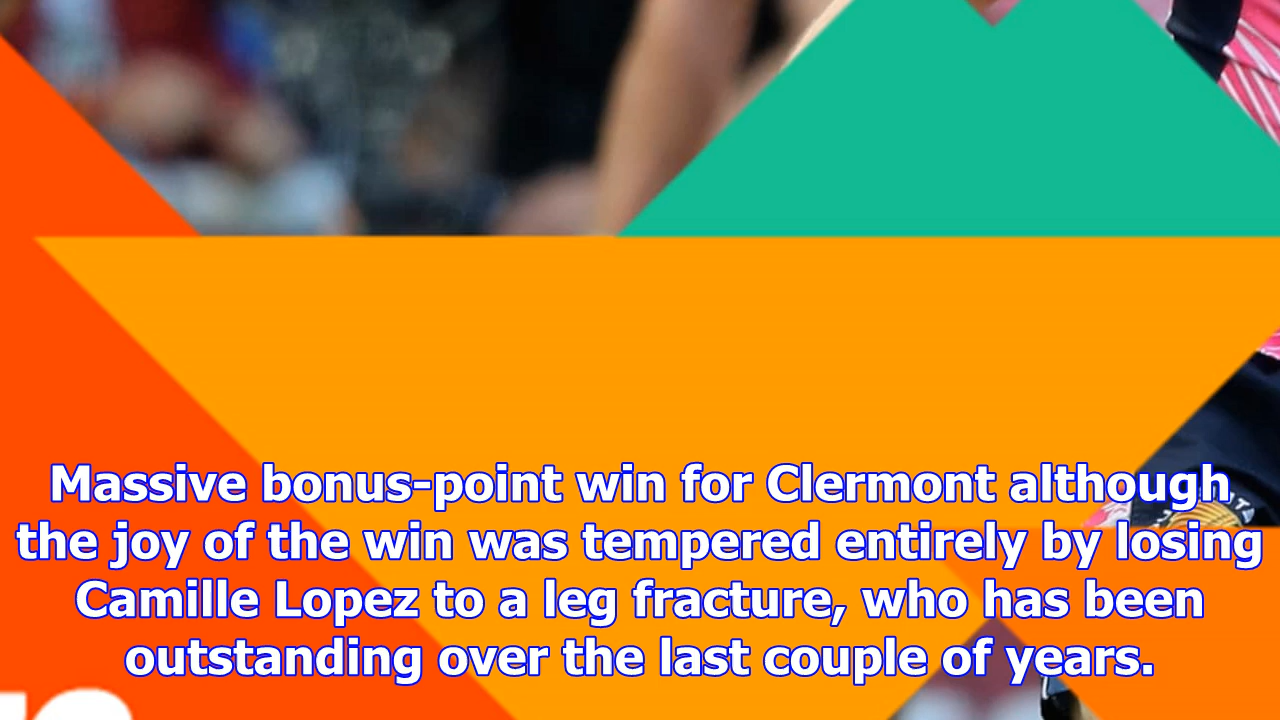 Massive bonus-point win for Clermont although
the joy of the win was tempered entirely by losing
Camille Lopez to a leg fracture, who has been
outstanding over the last couple of years.